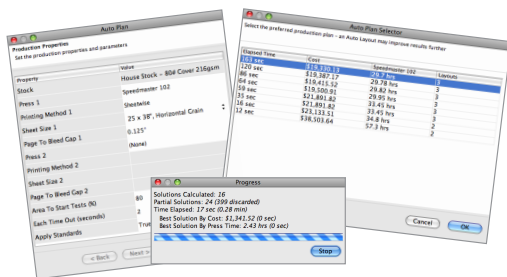 Auto Plan
Production Properties
Set the production properties and parameters
Property
Value
Stock
House Stock - 80# Cover 216gsm
Press 1
Speedmaster 102
Printing Method 1
Sheetwise
Sheet Size 1
25 x 38", Horizontal Grain
Page To Bleed Gap 1
0.125"
Press 2
(None)
Printing Method 2
Sheet Size 2
Page To Bleed Gap 2
Area To Start Tests (%)
80
Each Time Out (seconds)
2
Apply Standards
True
< Back
Next >
Auto Plan Selector
Select the preferred production plan - an Auto Layout may improve results further
Elapsed Time Cost Speedmaster 102 Layouts
163 sec $19,330.13 29.7 hrs 3
120 sec $19,387.17 29.78 hrs 3
86 sec $19,415.52 29.82 hrs 3
64 sec $19,500.91 29.95 hrs 3
59 sec $21,891.82 33.45 hrs 3
35 sec $21,891.82 33.45 hrs 3
16 sec $23,133.51 34.8 hrs 2
12 sec $38,503.64 57.3 hrs 2
Cancel
OK
Progress
Solutions Calculated: 16
Partial Solutions: 24 (399 discarded)
Time Elapsed: 17 sec (0.28 min)
Best Solution By Cost: $1,341.52 (0 sec)
Best Solution By Press Time: 2.43 hrs (0 sec)
Stop